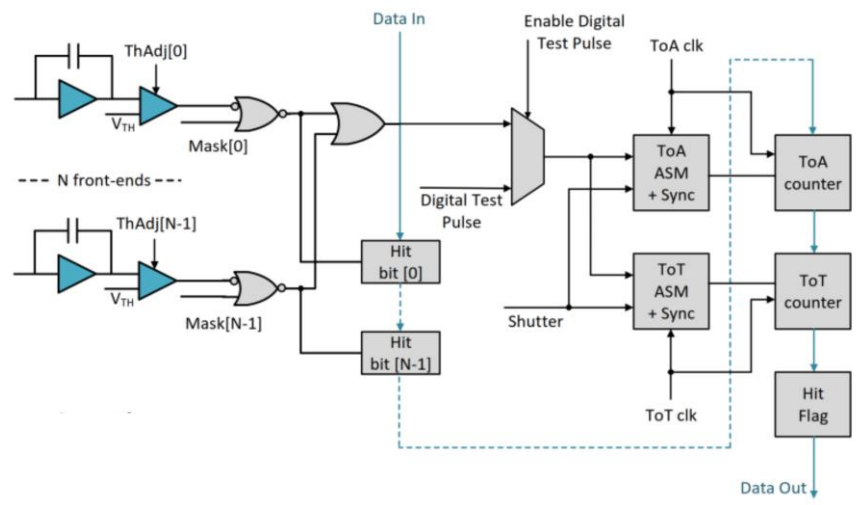 Data In
Enable Digital
Test Pulse
ThAdj[0]
ToA clk
V_TH
Mask[0]
ToA
ASM
+ Sync
ToA
counter
N front-ends
Digital Test
Pulse
ThAdj[N-1]
Hit
bit [0]
ToT
ASM
+ Sync
ToT
counter
V_TH
Mask[N-1]
Shutter
Hit
bit [N-1]
ToT clk
Hit
Flag
Data Out